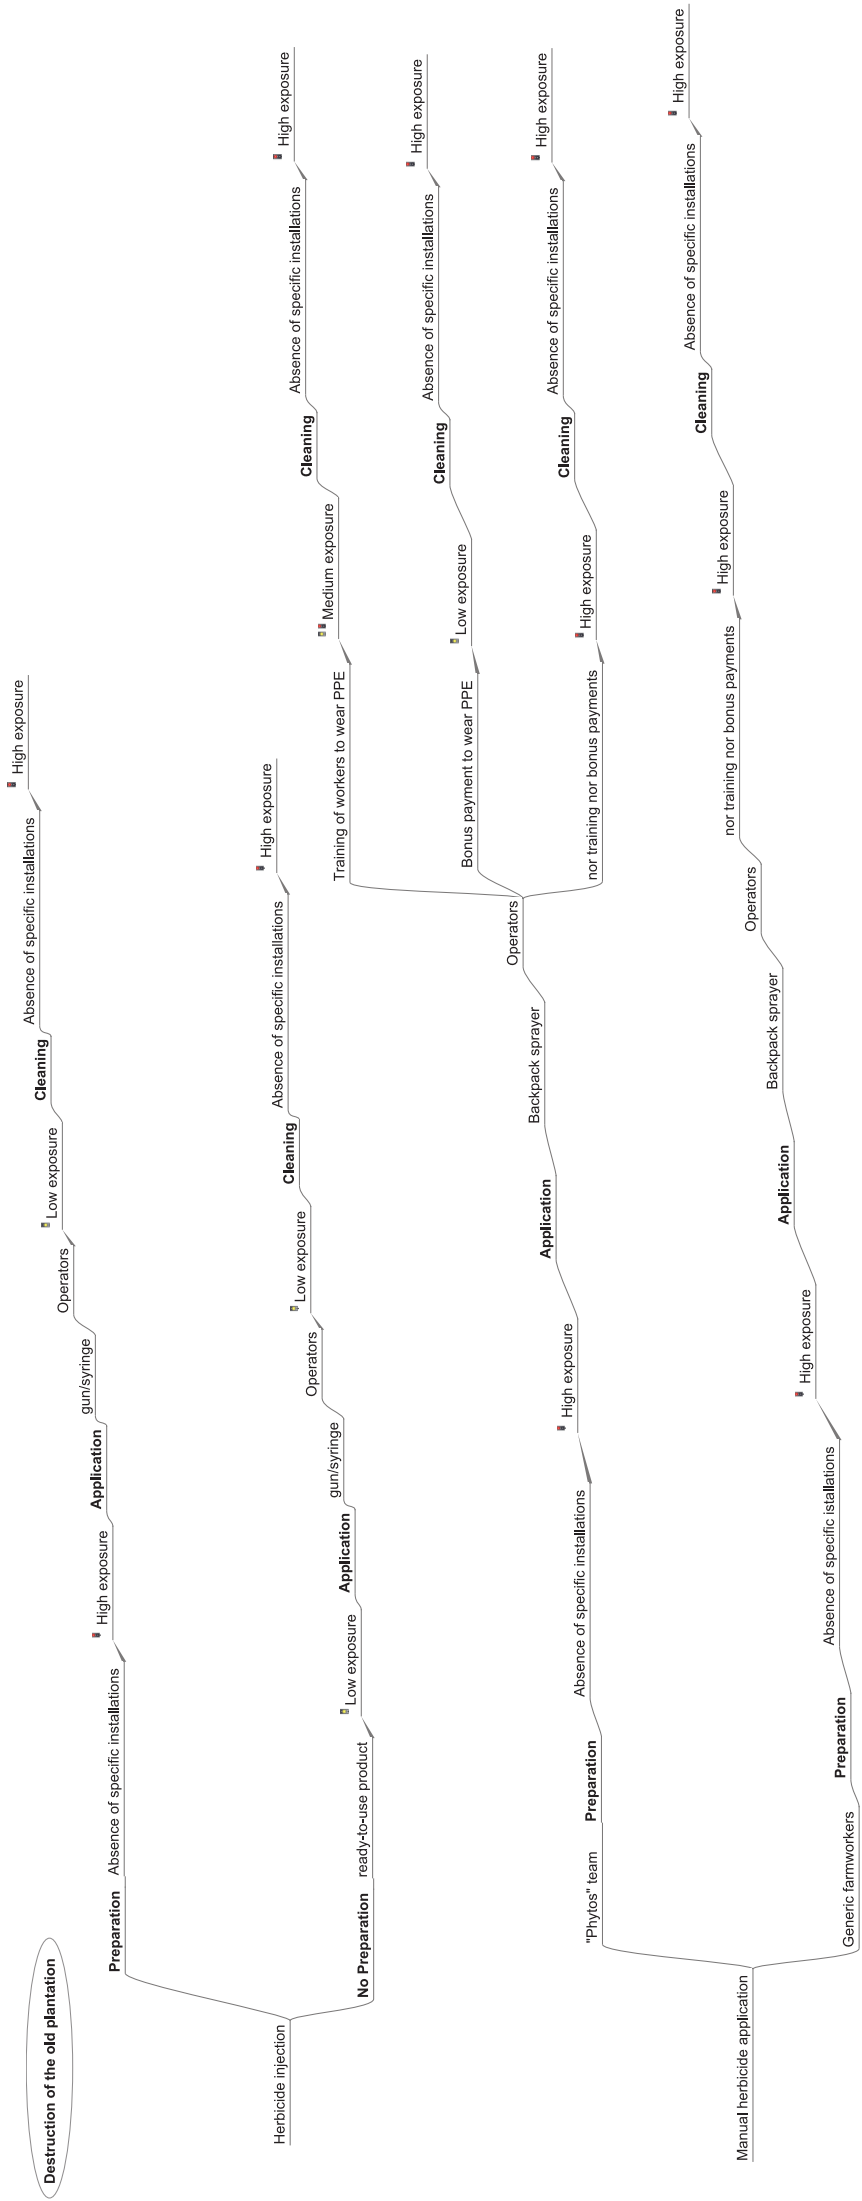 Destruction of the old plantation
Herbicide injection
Preparation
Absence of specific installations
High exposure
Application
gun/syringe
Operators
Low exposure
Cleaning
Absence of specific installations
High exposure
No Preparation
ready-to-use product
Low exposure
Application
gun/syringe
Operators
Low exposure
Cleaning
Absence of specific installations
High exposure
Manual herbicide application
"Phytos" team
Preparation
Absence of specific installations
High exposure
Application
Backpack sprayer
Operators
Training of workers to wear PPE
Medium exposure
Cleaning
Absence of specific installations
High exposure
Bonus payment to wear PPE
Low exposure
Cleaning
Absence of specific installations
High exposure
nor training nor bonus payments
High exposure
Cleaning
Absence of specific installations
High exposure
Generic farmworkers
Preparation
Absence of specific istallations
High exposure
Application
Backpack sprayer
Operators
nor training nor bonus payments
High exposure
Cleaning
Absence of specific installations
High exposure